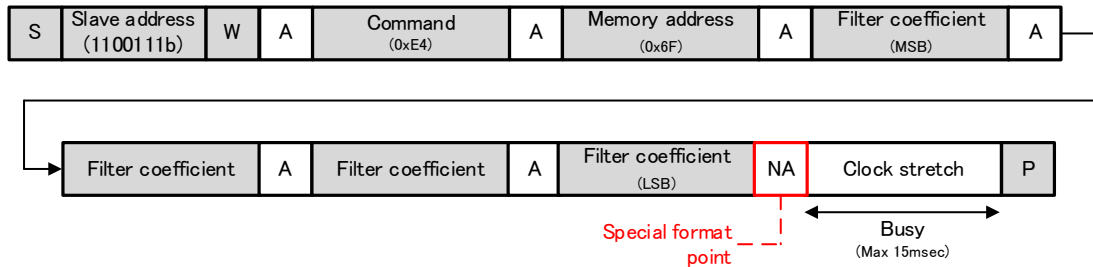 S
Slave address
(1100111b)
W
A
Command
(0xE4)
A
Memory address
(0x6F)
A
Filter coefficient
(MSB)
A
Filter coefficient
A
Filter coefficient
A
Filter coefficient
(LSB)
NA
Clock stretch
P
Special format
point
Busy
(Max 15msec)